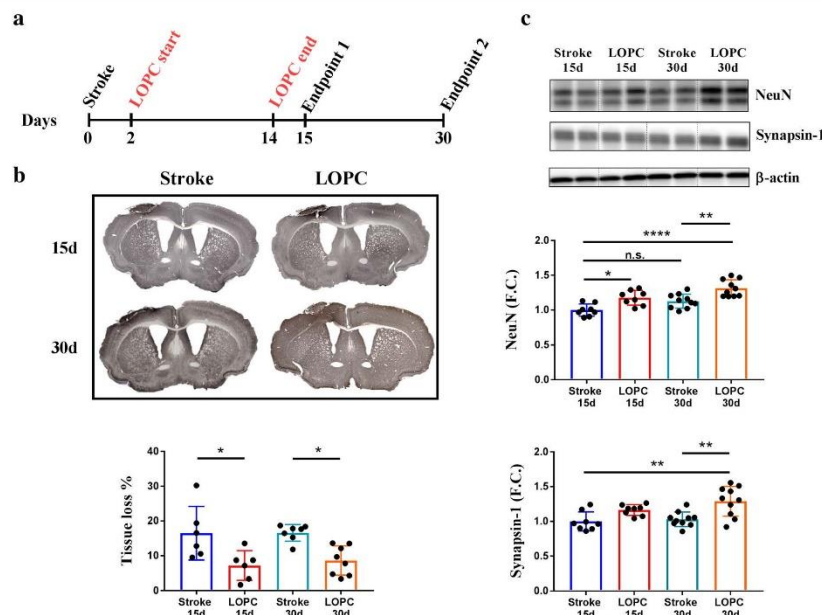 a
Stroke
LOPC start
LOPC end
Endpoint 1
Endpoint 2
Days
0 2 14 15 30
b
Stroke LOPC
15d
30d
Tissue loss %
40
30
20
10
0
*
*
Stroke LOPC Stroke LOPC
15d 15d 30d 30d
c
Stroke LOPC Stroke LOPC
15d 15d 30d 30d
NeuN
Synapsin-1
β-actin
NeuN (F.C.)
2.0
1.5
1.0
0.5
0.0
**
****
n.s.
*
Stroke LOPC Stroke LOPC
15d 15d 30d 30d
Synapsin-1 (F.C.)
2.0
1.5
1.0
0.5
0.0
**
**
Stroke LOPC Stroke LOPC
15d 15d 30d 30d